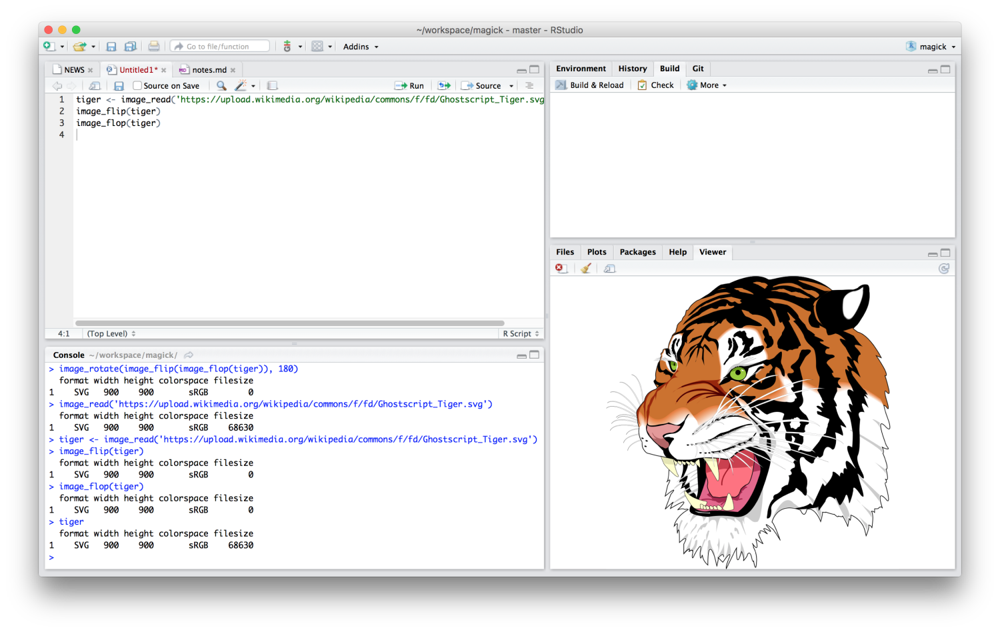 ~/workspace/magick - master - RStudio
Go to file/function
Addins
magick
NEWS
Untitled1*
notes.md
Source on Save
Run
Source
1 tiger <- image_read('https://upload.wikimedia.org/wikipedia/commons/f/fd/Ghostscript_Tiger.svg
2 image_flip(tiger)
3 image_flop(tiger)
4
4:1 (Top Level) R Script
Console ~/workspace/magick/
> image_rotate(image_flip(image_flop(tiger)), 180)
  format width height colorspace filesize
1    SVG   900    900       sRGB        0
> image_read('https://upload.wikimedia.org/wikipedia/commons/f/fd/Ghostscript_Tiger.svg')
  format width height colorspace filesize
1    SVG   900    900       sRGB    68630
> tiger <- image_read('https://upload.wikimedia.org/wikipedia/commons/f/fd/Ghostscript_Tiger.svg')
> image_flip(tiger)
  format width height colorspace filesize
1    SVG   900    900       sRGB        0
> image_flop(tiger)
  format width height colorspace filesize
1    SVG   900    900       sRGB        0
> tiger
  format width height colorspace filesize
1    SVG   900    900       sRGB    68630
>
Environment History Build Git
Build & Reload Check More
Files Plots Packages Help Viewer